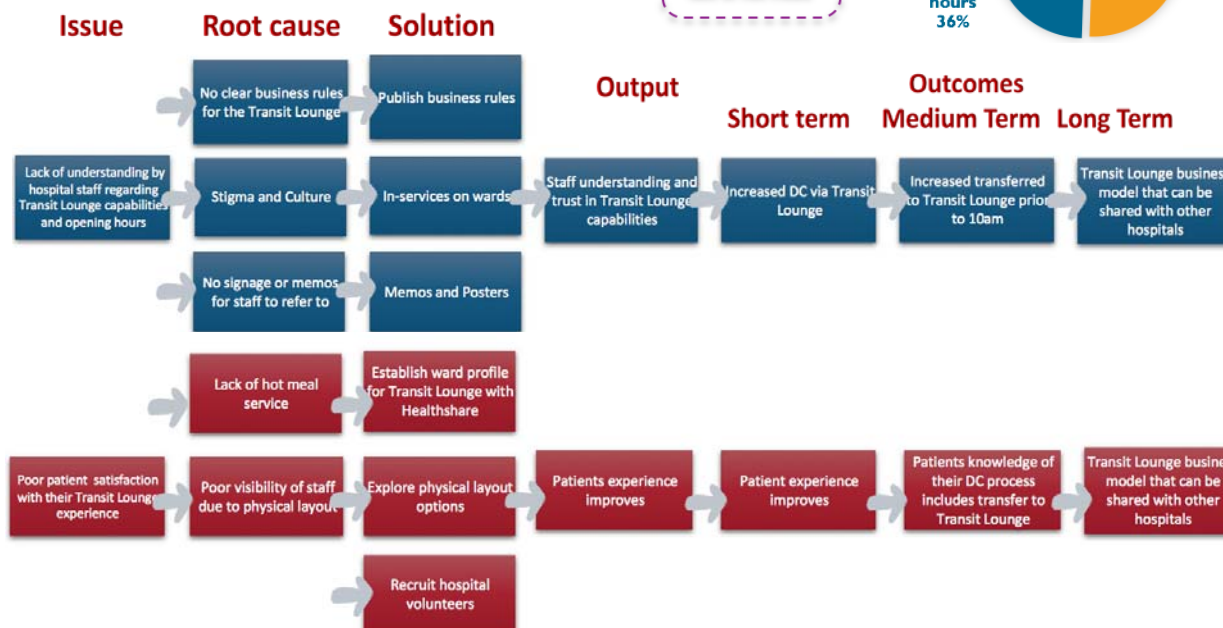 hours
36%
Issue
Root cause
Solution
Output
Outcomes
Short term
Medium Term
Long Term
No clear business rules
for the Transit Lounge
Publish business rules
Lack of understanding by
hospital staff regarding
Transit Lounge capabilities
and opening hours
Stigma and Culture
In-services on wards
Staff understanding and
trust in Transit Lounge
capabilities
Increased DC via Transit
Lounge
Increased transferred
to Transit Lounge prior
to 10am
Transit Lounge busines
model that can be
shared with other
hospitals
No signage or memos
for staff to refer to
Memos and Posters
Lack of hot meal
service
Establish ward profile
for Transit Lounge with
Healthshare
Poor patient satisfaction
with their Transit Lounge
experience
Poor visibility of staff
due to physical layout
Explore physical layout
options
Patients experience
improves
Patient experience
improves
Patients knowledge of
their DC process
includes transfer to
Transit Lounge
Transit Lounge busine
model that can be
shared with other
hospitals
Recruit hospital
volunteers